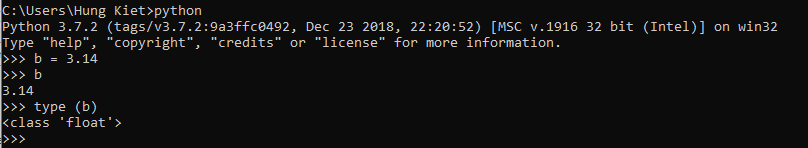 C:\Users\Hung Kiet>python
Python 3.7.2 (tags/v3.7.2:9a3ffc0492, Dec 23 2018, 22:20:52) [MSC v.1916 32 bit (Intel)] on win32
Type "help", "copyright", "credits" or "license" for more information.
>>> b = 3.14
>>> b
3.14
>>> type (b)
<class 'float'>
>>>